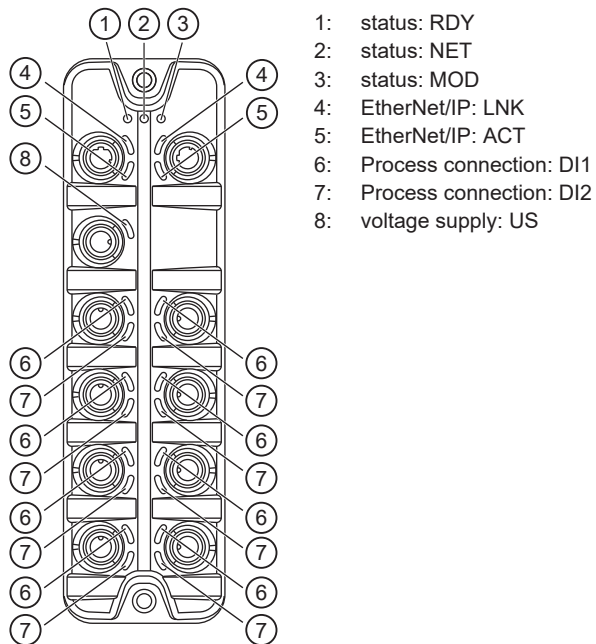 1 2 3
4 4
5 5
8
6 6
7 7
6 6
7 7
6 6
7 7
6 6
7 7
1: status: RDY
2: status: NET
3: status: MOD
4: EtherNet/IP: LNK
5: EtherNet/IP: ACT
6: Process connection: DI1
7: Process connection: DI2
8: voltage supply: US